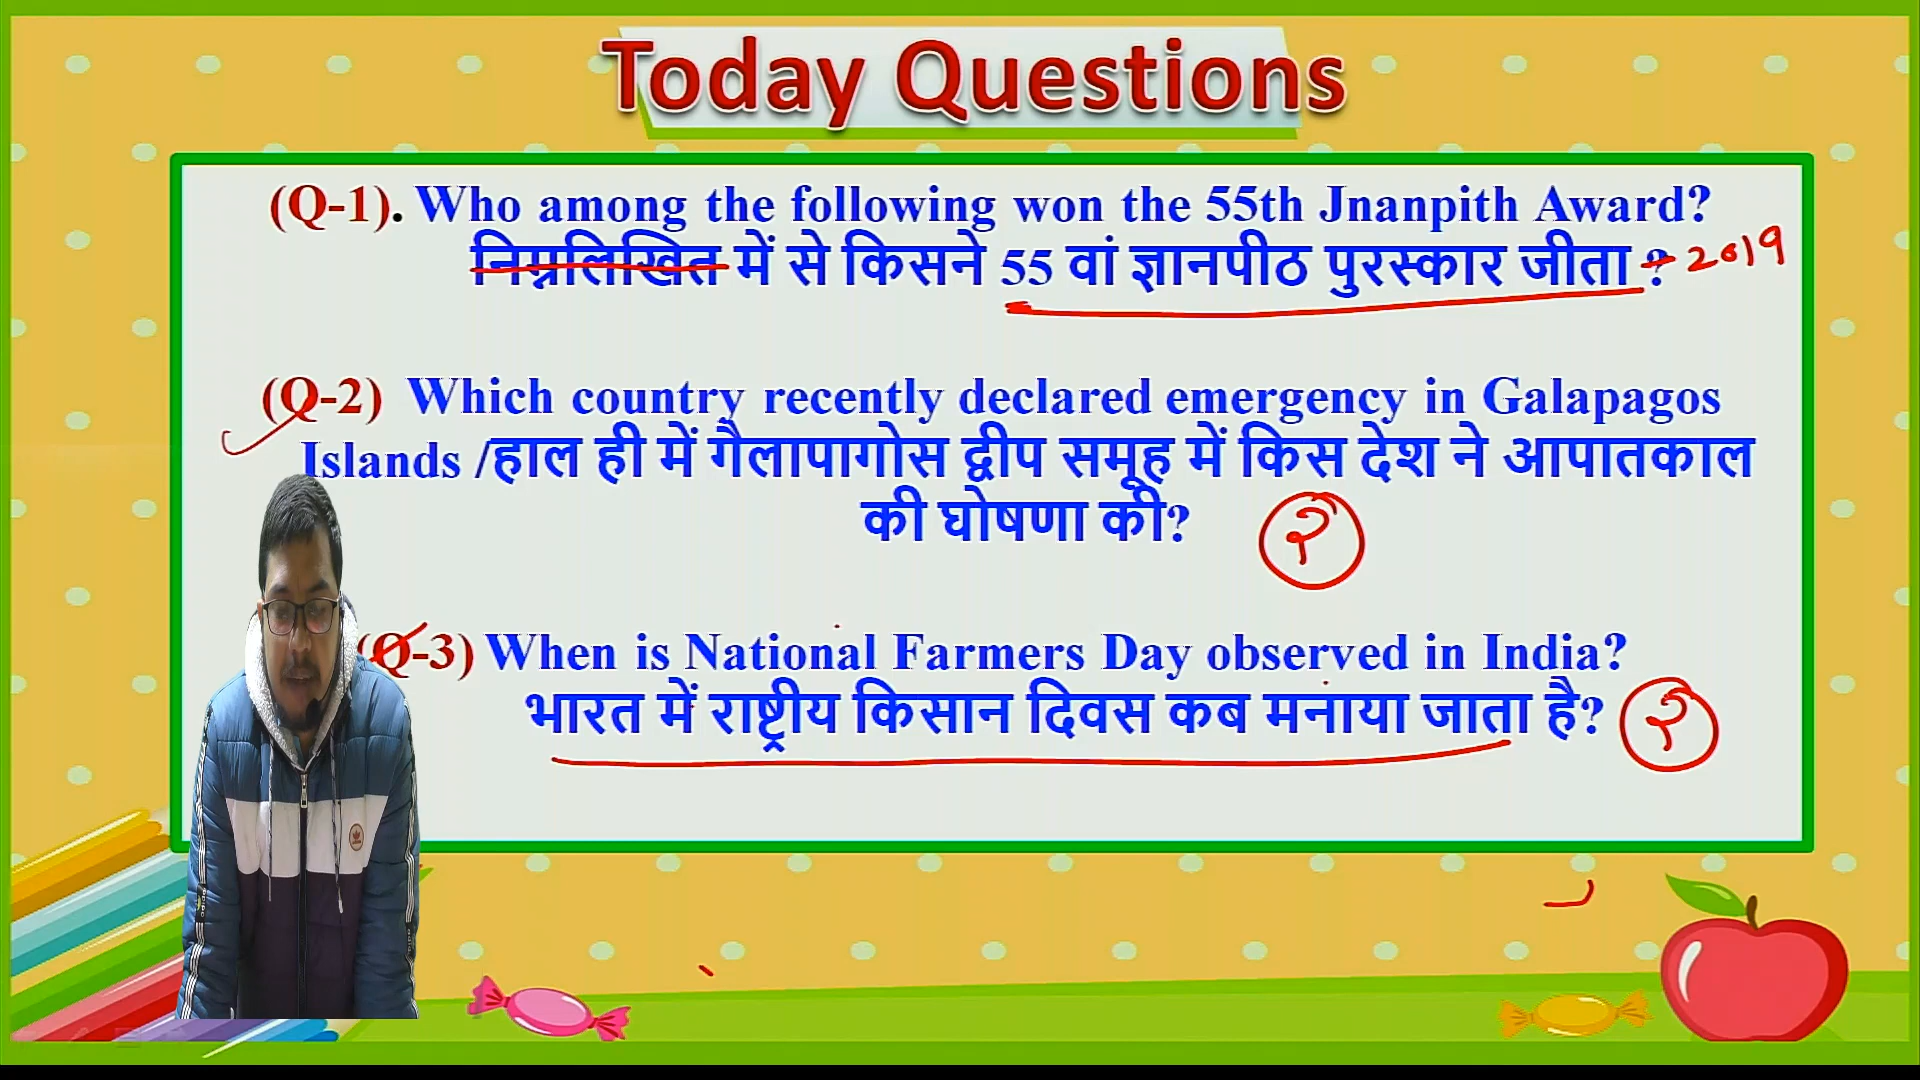 Today Questions
(Q-1). Who among the following won the 55th Jnanpith Award?
निम्नलिखित में से किसने 55 वां ज्ञानपीठ पुरस्कार जीता ? 2019
(Q-2) Which country recently declared emergency in Galapagos
Islands /हाल ही में गैलापागोस द्वीप समूह में किस देश ने आपातकाल
की घोषणा की?
?
(Q-3) When is National Farmers Day observed in India?
भारत में राष्ट्रीय किसान दिवस कब मनाया जाता है? ?